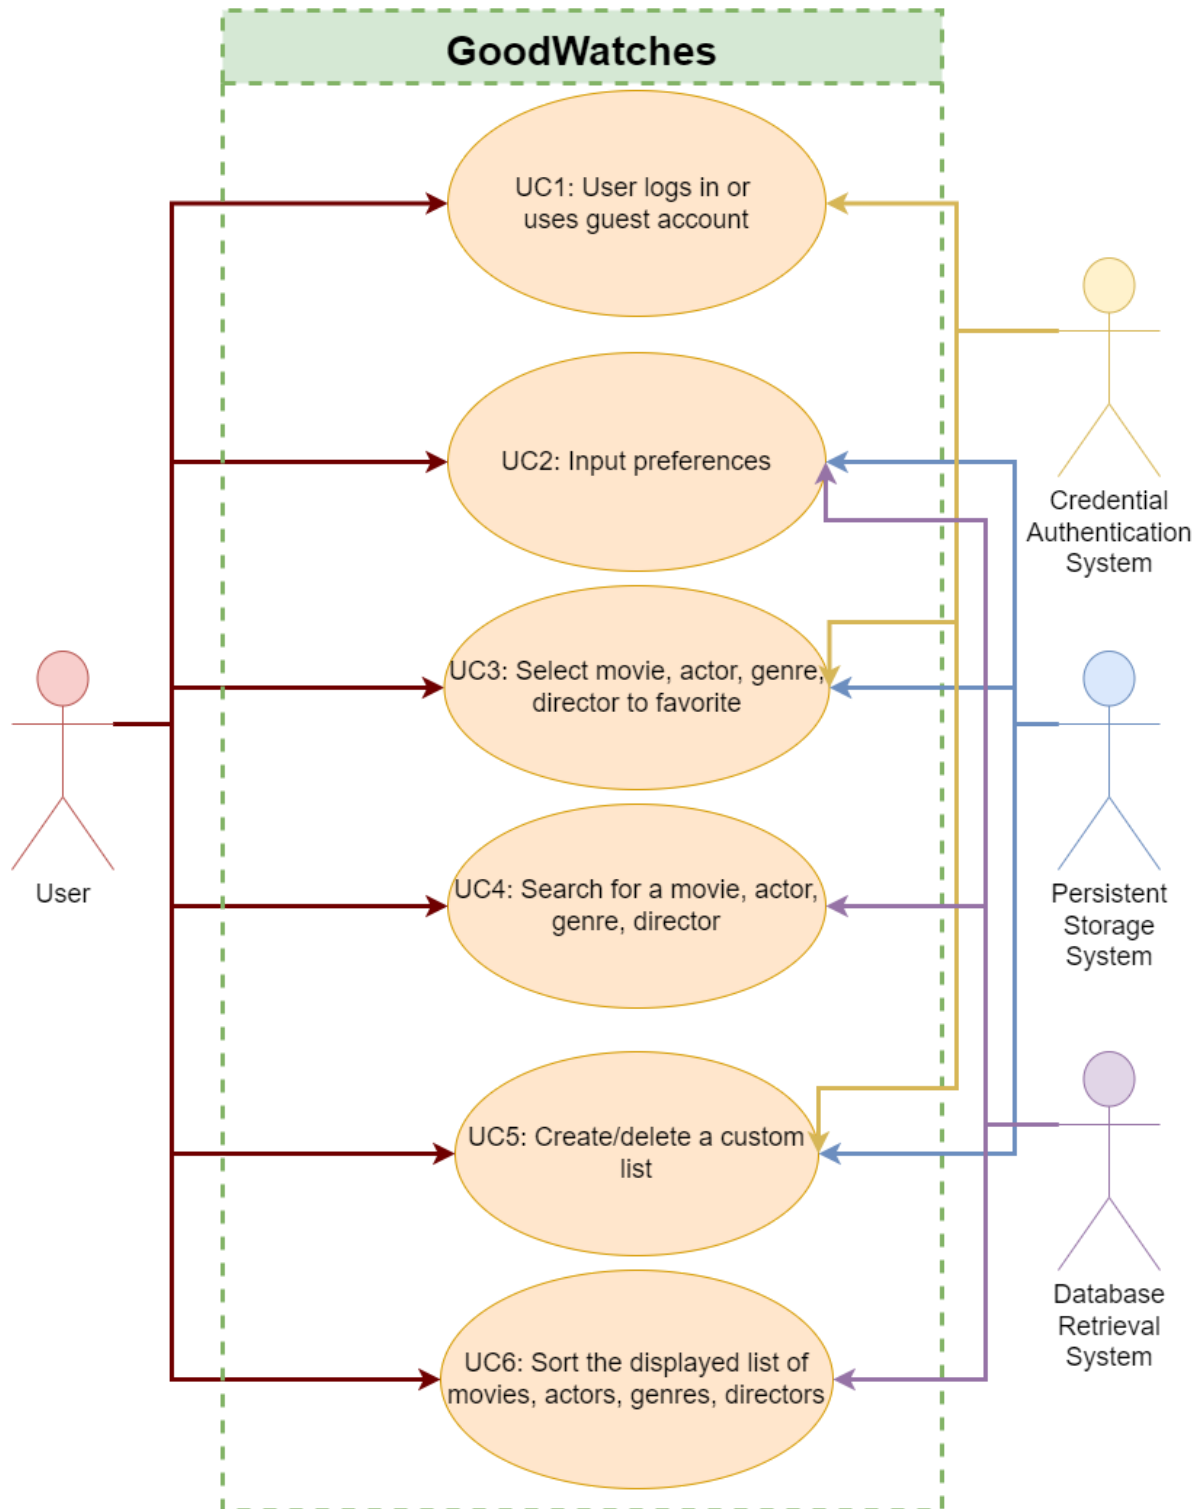 GoodWatches
UC1: User logs in or
uses guest account
UC2: Input preferences
Credential
Authentication
System
UC3: Select movie, actor, genre,
director to favorite
User
UC4: Search for a movie, actor,
genre, director
Persistent
Storage
System
UC5: Create/delete a custom
list
Database
Retrieval
System
UC6: Sort the displayed list of
movies, actors, genres, directors